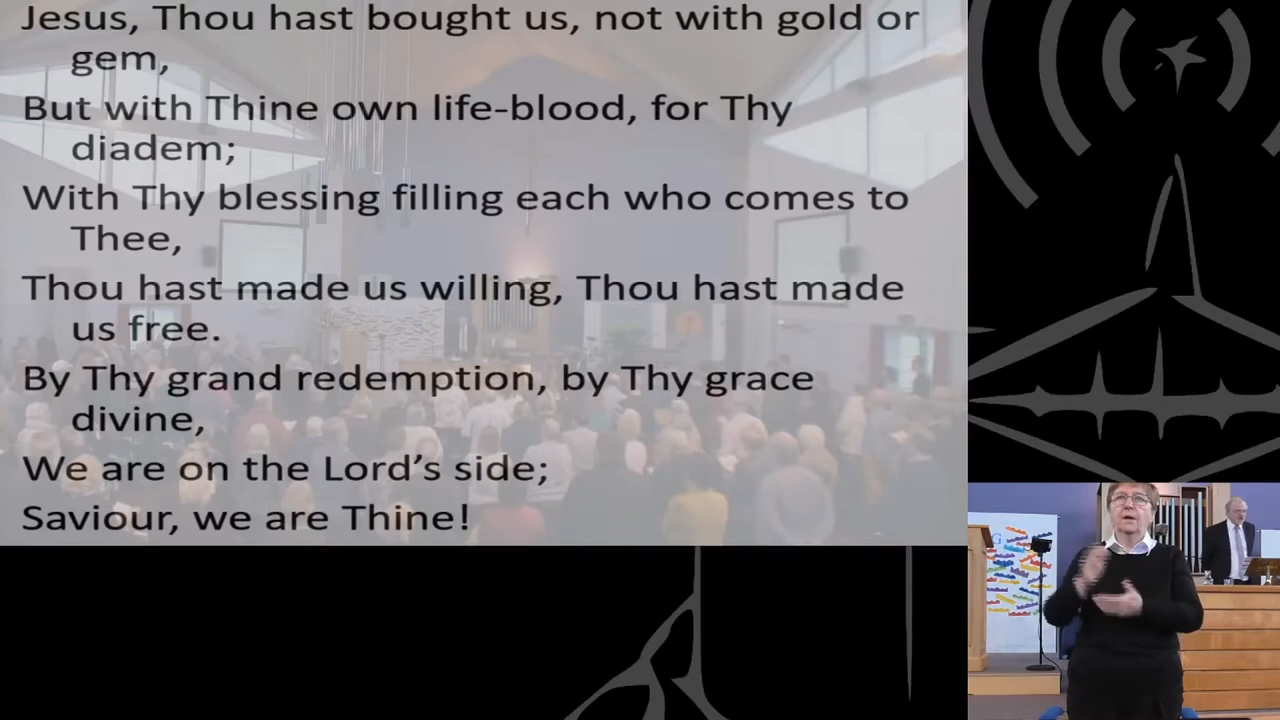 Jesus, Thou hast bought us, not with gold or
gem,
But with Thine own life-blood, for Thy
diadem;
With Thy blessing filling each who comes to
Thee,
Thou hast made us willing, Thou hast made
us free.
By Thy grand redemption, by Thy grace
divine,
We are on the Lord’s side;
Saviour, we are Thine!